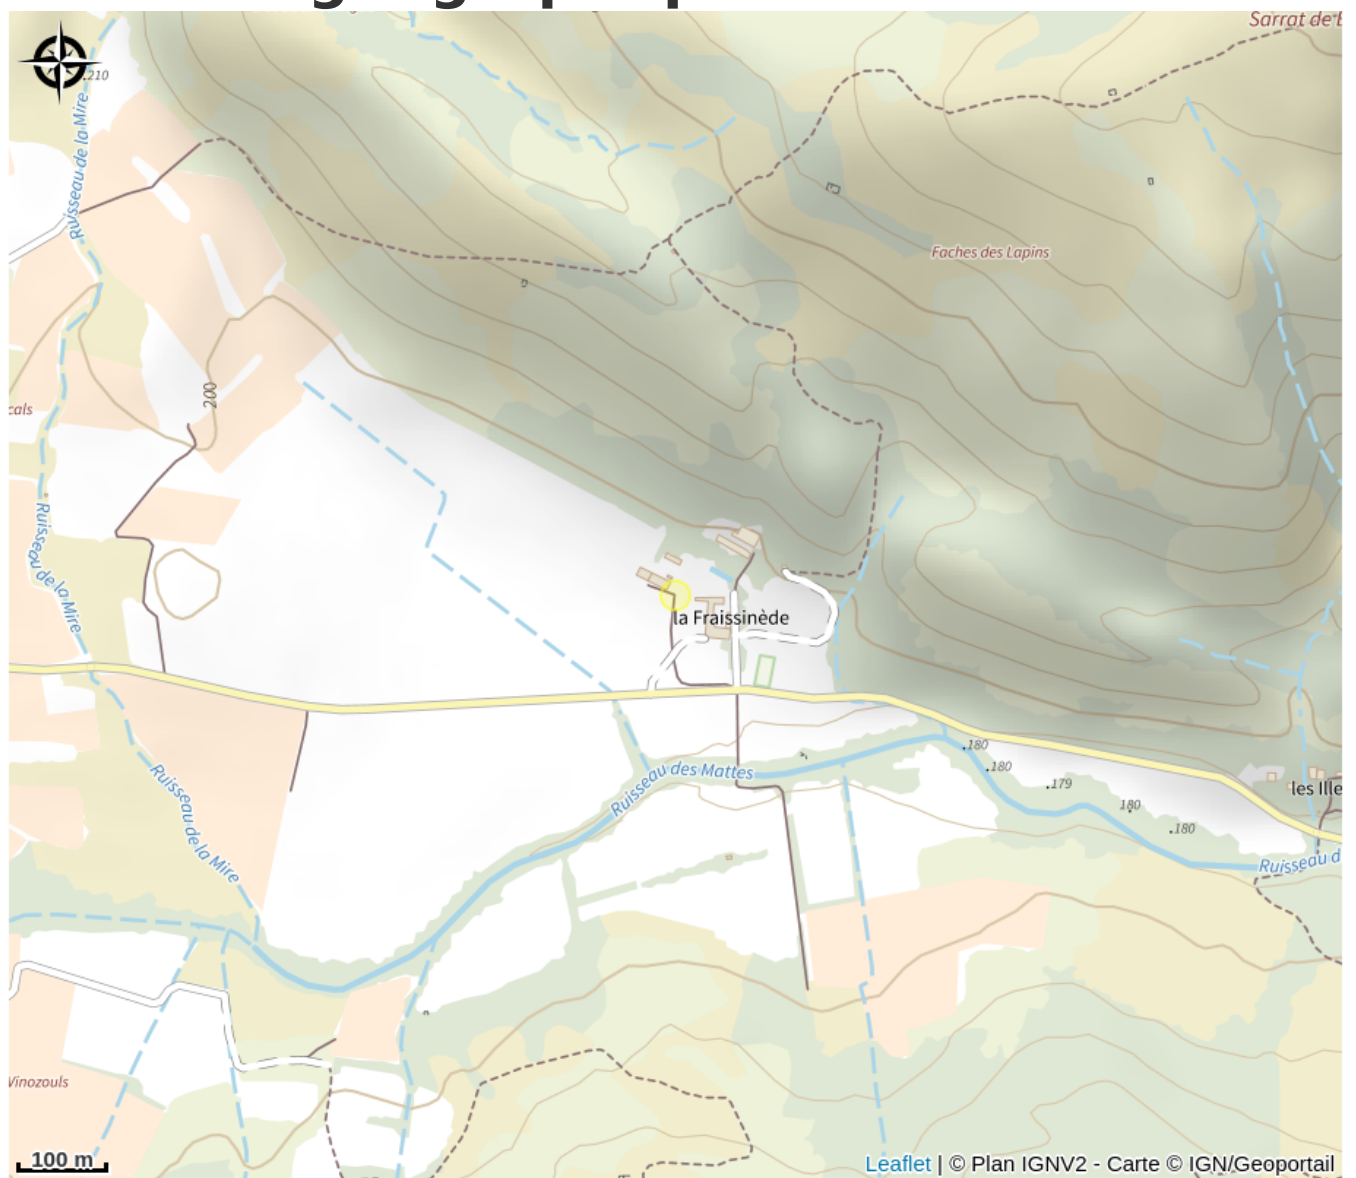 Sarrat de
.210
Ruisseau de la Mire
Faches des Lapins
200
cals
Ruisseau de la Mire
la Fraissinède
.180
.180
.179
180
.180
les Ille
Ruisseau des Mattes
Ruisseau de la Mire
Ruisseau d
Vinozouls
100 m
Leaflet | © Plan IGNV2 - Carte © IGN/Geoportail